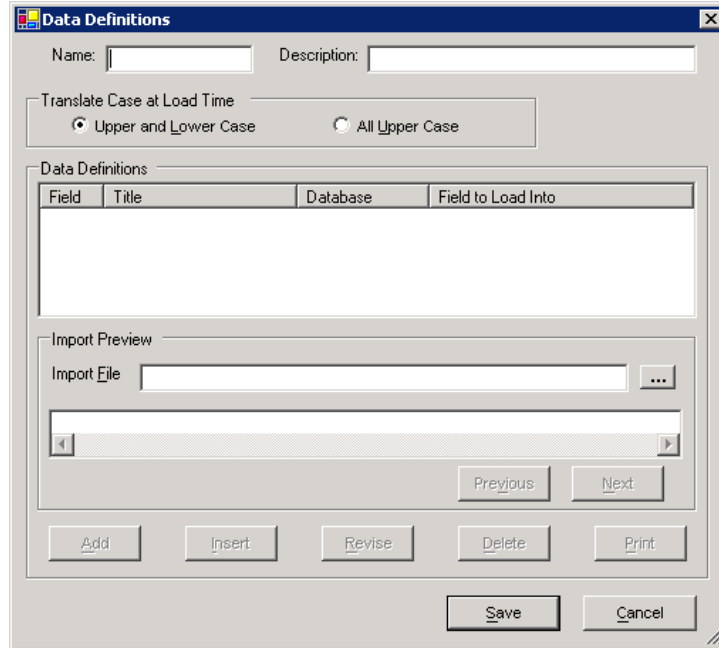 Data Definitions
Name: Description:
Translate Case at Load Time
Upper and Lower Case All Upper Case
Data Definitions
Field Title Database Field to Load Into
Import Preview
Import File ...
Previous Next
Add Insert Revise Delete Print
Save Cancel